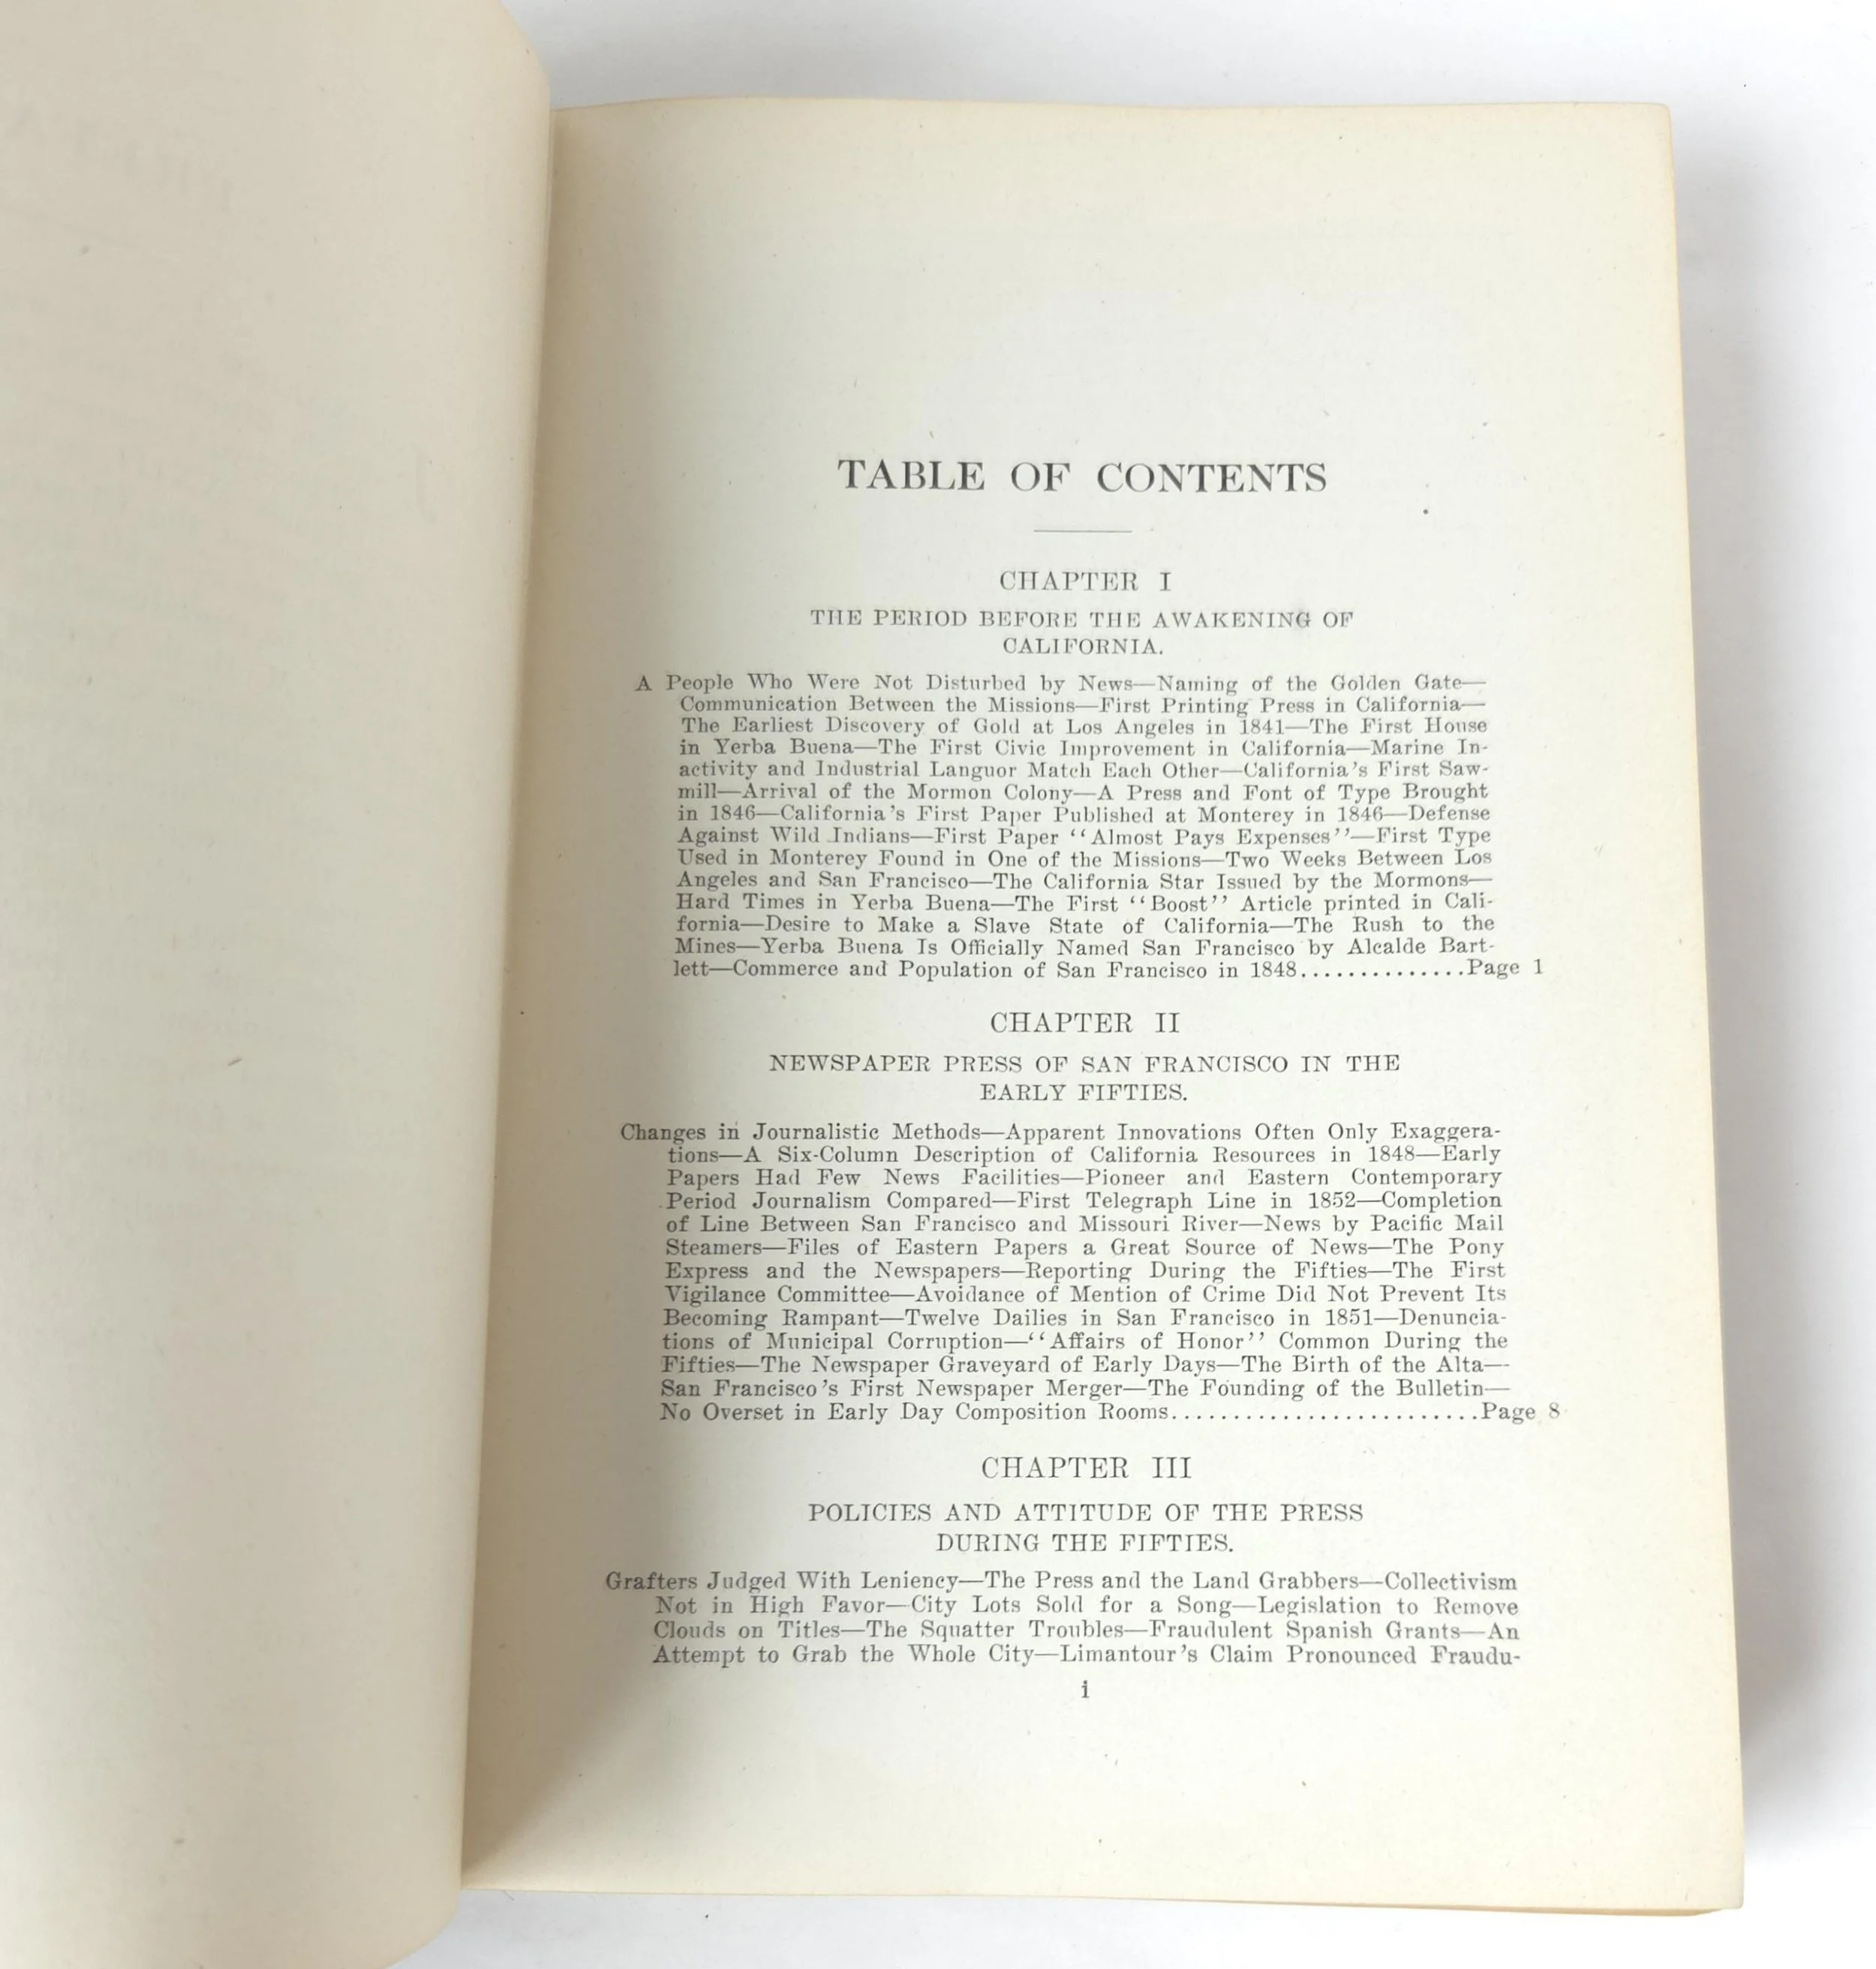 TABLE OF CONTENTS
CHAPTER I
THE PERIOD BEFORE THE AWAKENING OF
CALIFORNIA.
A People Who Were Not Disturbed by News—Naming of the Golden Gate—
Communication Between the Missions—First Printing Press in California—
The Earliest Discovery of Gold at Los Angeles in 1841—The First House
in Yerba Buena—The First Civic Improvement in California—Marine In-
activity and Industrial Languor Match Each Other—California's First Saw-
mill—Arrival of the Mormon Colony—A Press and Font of Type Brought
in 1846—California's First Paper Published at Monterey in 1846—Defense
Against Wild Indians—First Paper "Almost Pays Expenses"—First Type
Used in Monterey Found in One of the Missions—Two Weeks Between Los
Angeles and San Francisco—The California Star Issued by the Mormons—
Hard Times in Yerba Buena—The First "Boost" Article printed in Cali-
fornia—Desire to Make a Slave State of California—The Rush to the
Mines—Yerba Buena Is Officially Named San Francisco by Alcalde Bart-
lett—Commerce and Population of San Francisco in 1848..............Page 1
CHAPTER II
NEWSPAPER PRESS OF SAN FRANCISCO IN THE
EARLY FIFTIES.
Changes in Journalistic Methods—Apparent Innovations Often Only Exaggera-
tions—A Six-Column Description of California Resources in 1848—Early
Papers Had Few News Facilities—Pioneer and Eastern Contemporary
Period Journalism Compared—First Telegraph Line in 1852—Completion
of Line Between San Francisco and Missouri River—News by Pacific Mail
Steamers—Files of Eastern Papers a Great Source of News—The Pony
Express and the Newspapers—Reporting During the Fifties—The First
Vigilance Committee—Avoidance of Mention of Crime Did Not Prevent Its
Becoming Rampant—Twelve Dailies in San Francisco in 1851—Denuncia-
tions of Municipal Corruption—"Affairs of Honor" Common During the
Fifties—The Newspaper Graveyard of Early Days—The Birth of the Alta—
San Francisco's First Newspaper Merger—The Founding of the Bulletin—
No Overset in Early Day Composition Rooms.........................Page 8
CHAPTER III
POLICIES AND ATTITUDE OF THE PRESS
DURING THE FIFTIES.
Grafters Judged With Leniency—The Press and the Land Grabbers—Collectivism
Not in High Favor—City Lots Sold for a Song—Legislation to Remove
Clouds on Titles—The Squatter Troubles—Fraudulent Spanish Grants—An
Attempt to Grab the Whole City—Limantour's Claim Pronounced Fraudu-
i